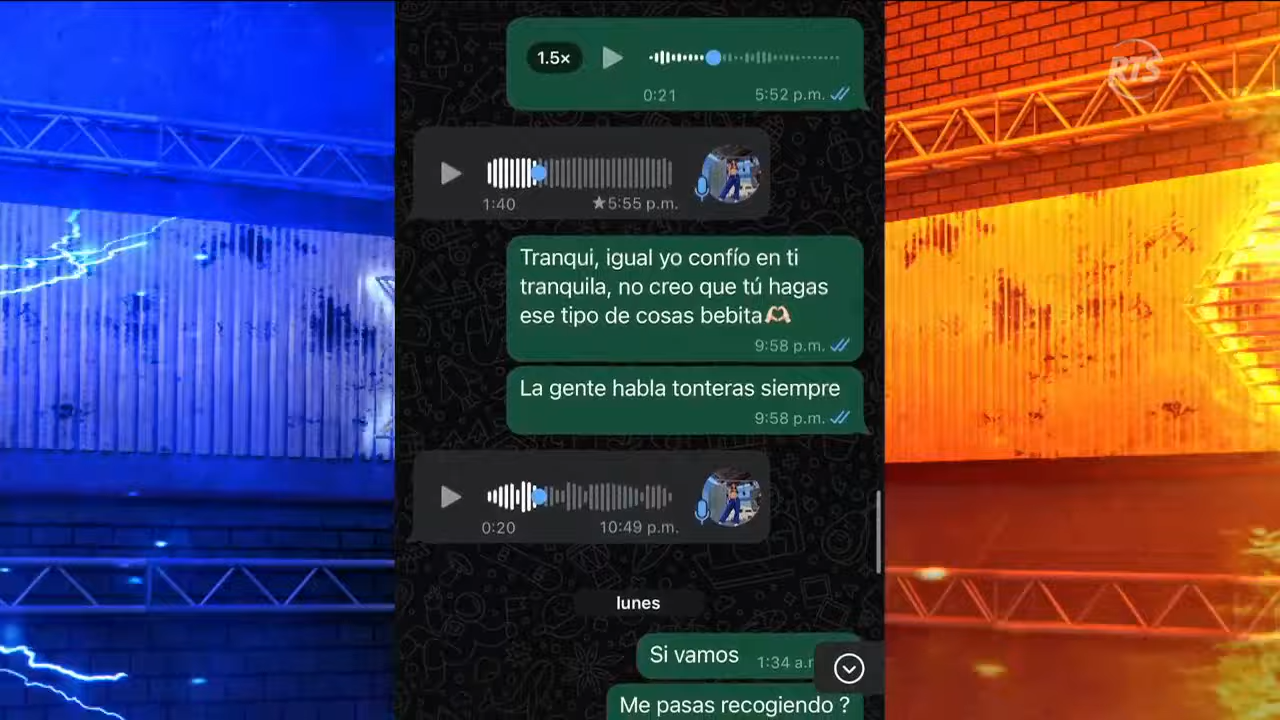 RTS
1.5×
0:21
5:52 p.m.
1:40
★5:55 p.m.
Tranqui, igual yo confío en ti
tranquila, no creo que tú hagas
ese tipo de cosas bebita🫶🏻
9:58 p.m.
La gente habla tonteras siempre
9:58 p.m.
0:20
10:49 p.m.
lunes
Si vamos
1:34 a.
Me pasas recogiendo ?